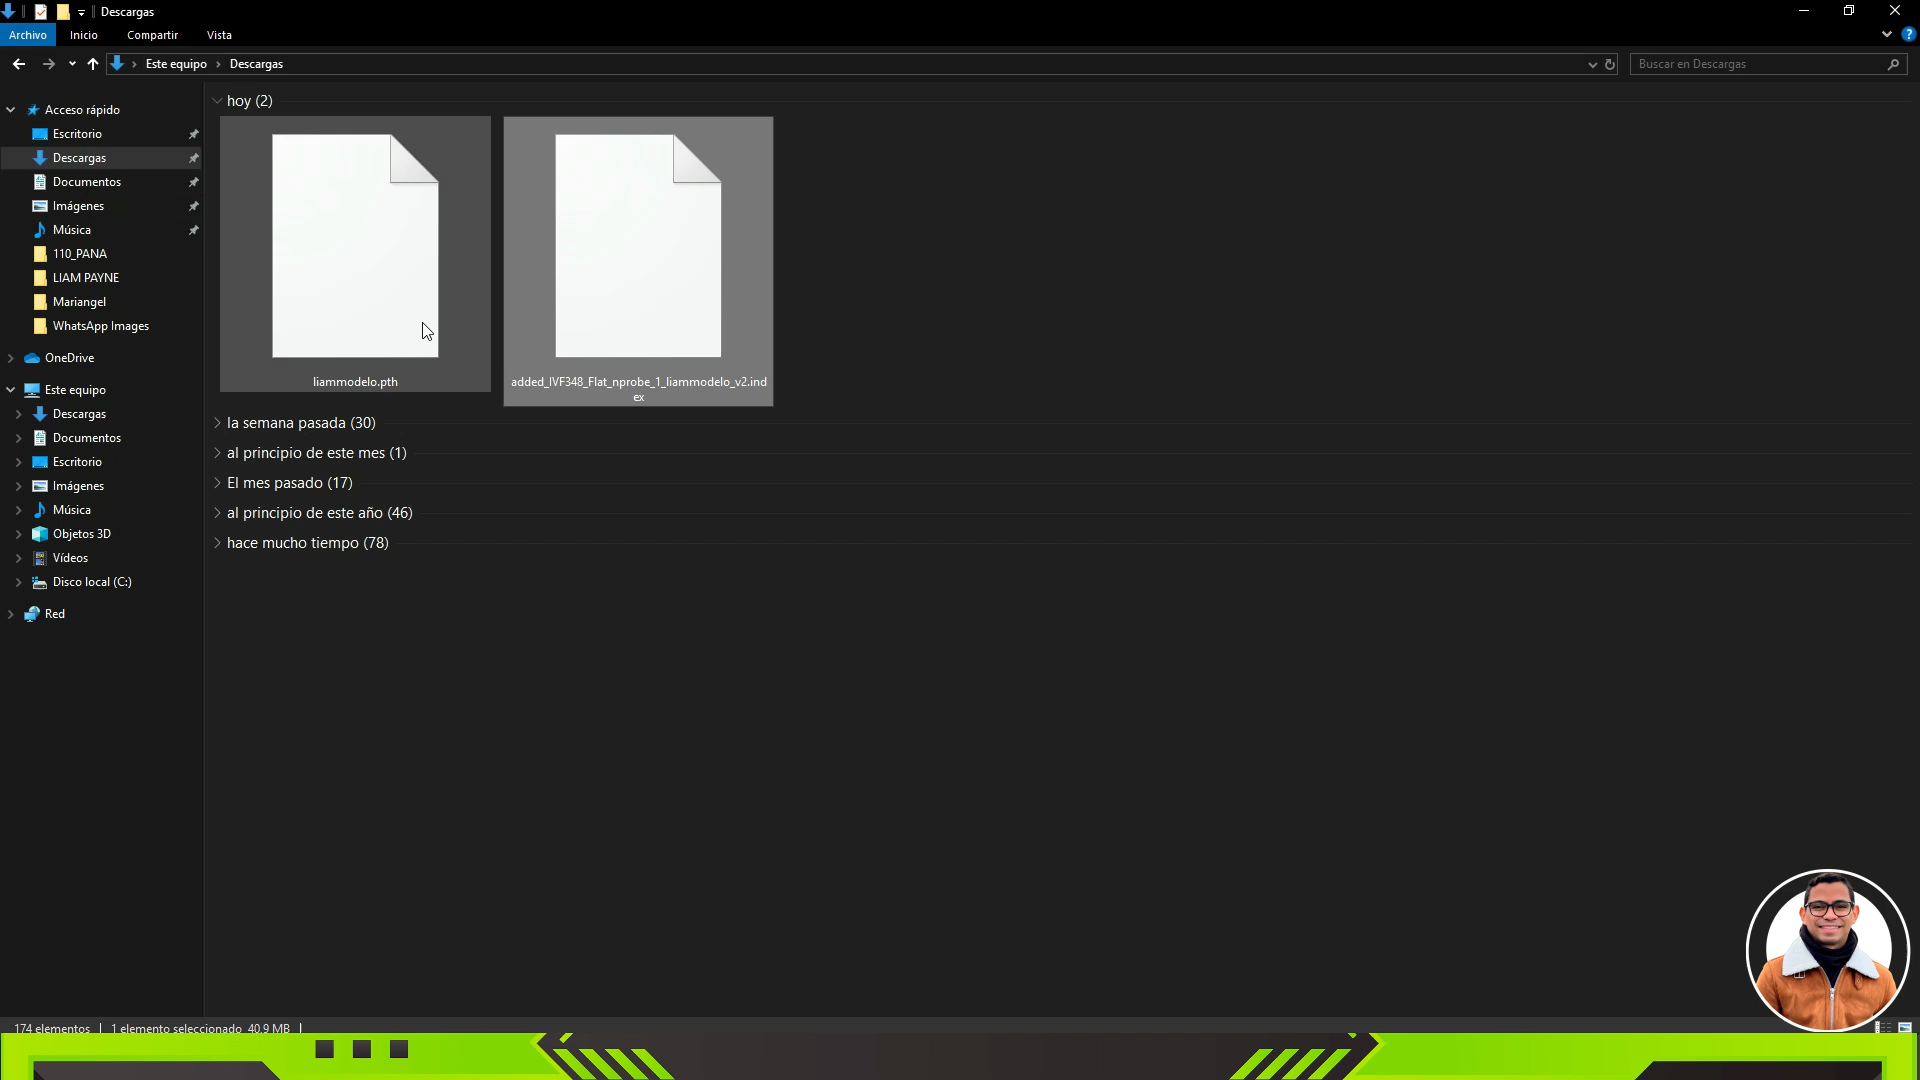 Descargas
Archivo Inicio Compartir Vista
Este equipo Descargas
Buscar en Descargas
Acceso rápido
Escritorio
Descargas
Documentos
Imágenes
Música
110_PANA
LIAM PAYNE
Mariangel
WhatsApp Images
OneDrive
Este equipo
Descargas
Documentos
Escritorio
Imágenes
Música
Objetos 3D
Vídeos
Disco local (C:)
Red
hoy (2)
liammodelo.pth
added_IVF348_Flat_nprobe_1_liammodelo_v2.ind
ex
la semana pasada (30)
al principio de este mes (1)
El mes pasado (17)
al principio de este año (46)
hace mucho tiempo (78)
174 elementos 1 elemento seleccionado 40,9 MB